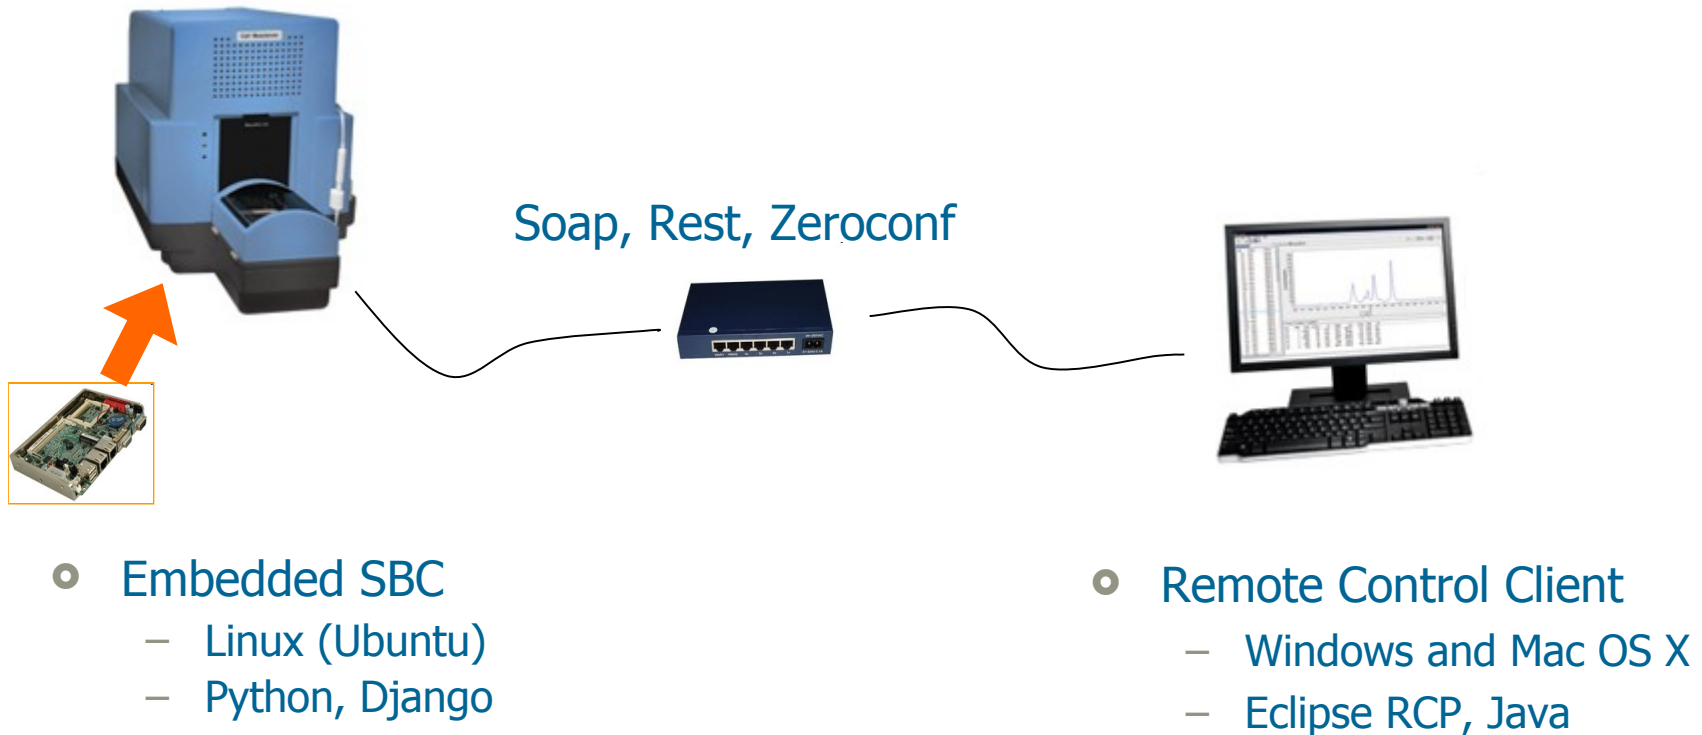 Soap, Rest, Zeroconf
Embedded SBC
– Linux (Ubuntu)
– Python, Django
Remote Control Client
– Windows and Mac OS X
– Eclipse RCP, Java